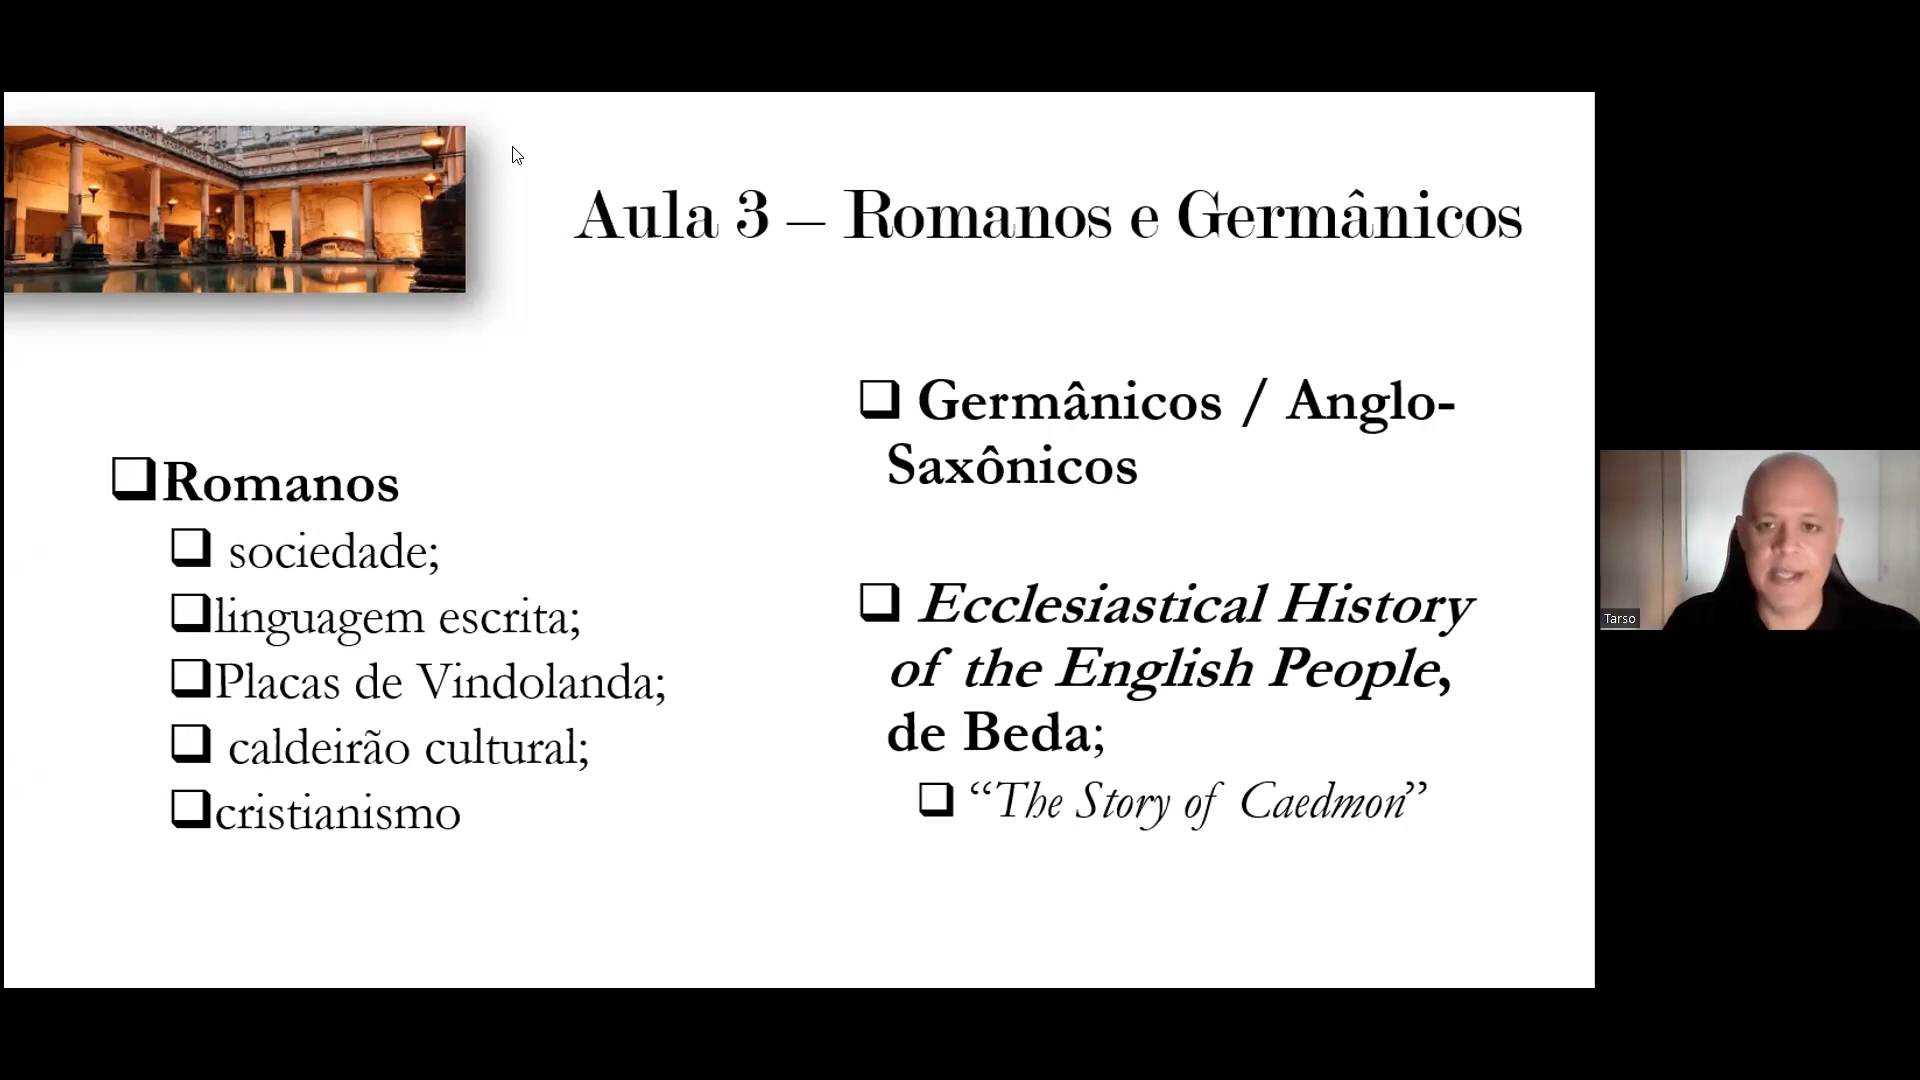 Aula 3 – Romanos e Germânicos
Romanos
sociedade;
linguagem escrita;
Placas de Vindolanda;
caldeirão cultural;
cristianismo
Germânicos / Anglo-
Saxônicos
Ecclesiastical History
of the English People,
de Beda;
“The Story of Caedmon”
Tarso